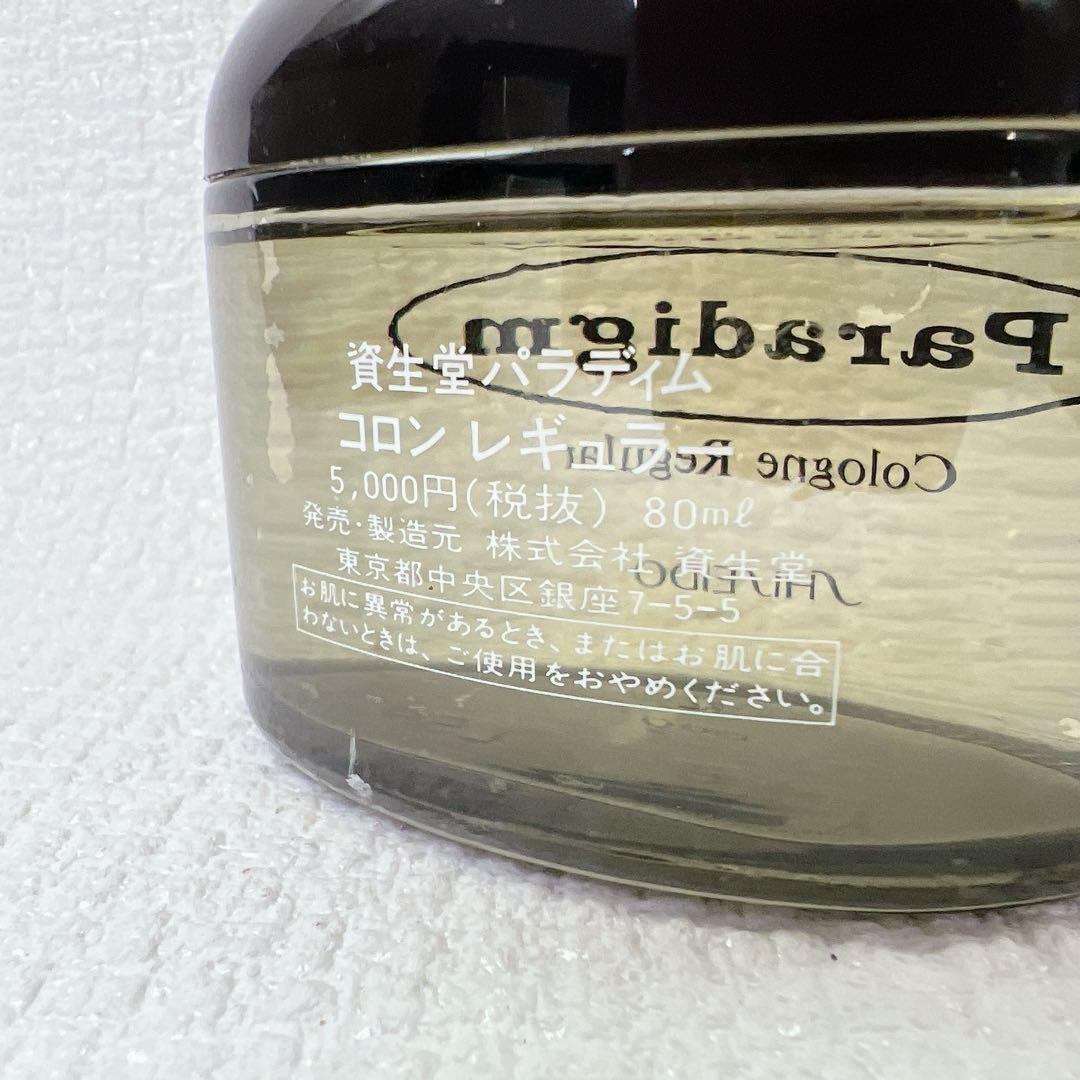 Paradigm
Cologne Regular
SHISEIDO
資生堂パラディム
コロン レギュラー
5,000円(税抜) 80mℓ
発売・製造元 株式会社 資生堂
東京都中央区銀座7-5-5
お肌に異常があるとき、またはお肌に合
わないときは、ご使用をおやめください。